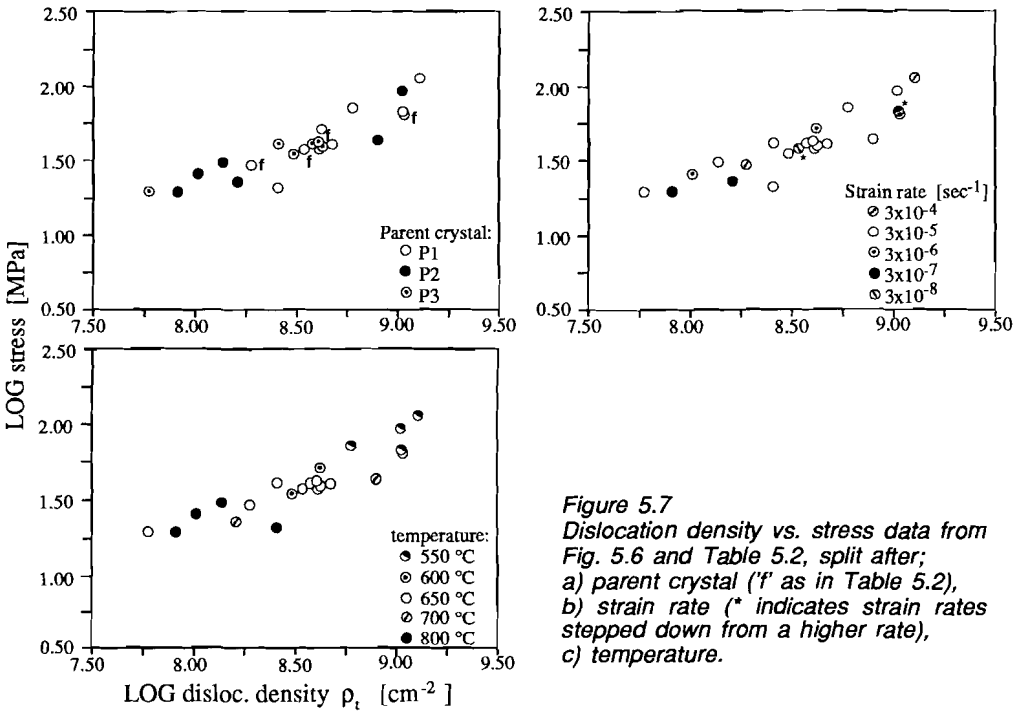 2.50
2.00
1.50
1.00
0.50
7.50 8.00 8.50 9.00 9.50
f
f
f
f
Parent crystal:
P1
P2
P3
2.50
2.00
1.50
1.00
0.50
7.50 8.00 8.50 9.00 9.50
*
*
Strain rate [sec-1]
3x10-4
3x10-5
3x10-6
3x10-7
3x10-8
LOG stress [MPa]
2.50
2.00
1.50
1.00
0.50
7.50 8.00 8.50 9.00 9.50
temperature:
550 °C
600 °C
650 °C
700 °C
800 °C
LOG disloc. density ρt [cm-2 ]
Figure 5.7
Dislocation density vs. stress data from
Fig. 5.6 and Table 5.2, split after;
a) parent crystal ('f' as in Table 5.2),
b) strain rate (* indicates strain rates
stepped down from a higher rate),
c) temperature.